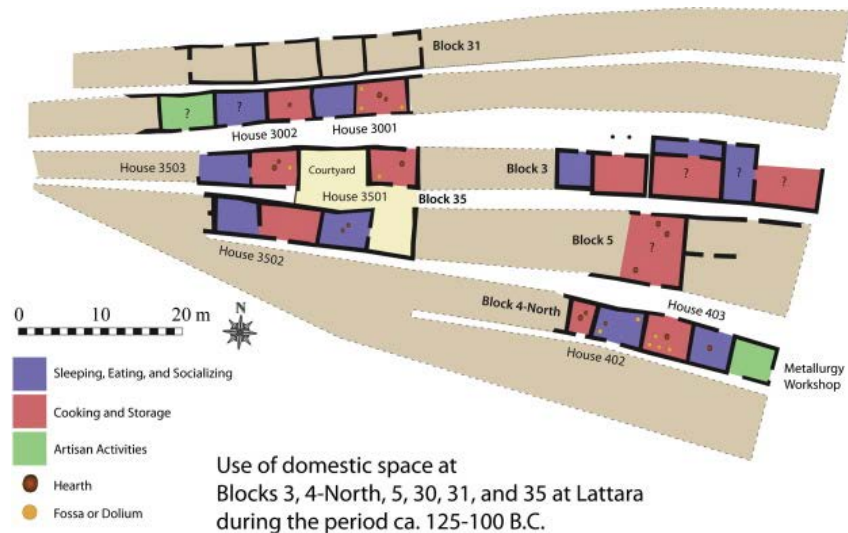 Block 31
?
?
House 3002
House 3001
House 3503
Courtyard
House 3501
Block 35
Block 3
?
?
?
House 3502
Block 5
?
Block 4-North
House 403
House 402
Metallurgy
Workshop
0 10 20 m
N
Sleeping, Eating, and Socializing
Cooking and Storage
Artisan Activities
Hearth
Fossa or Dolium
Use of domestic space at
Blocks 3, 4-North, 5, 30, 31, and 35 at Lattara
during the period ca. 125-100 B.C.